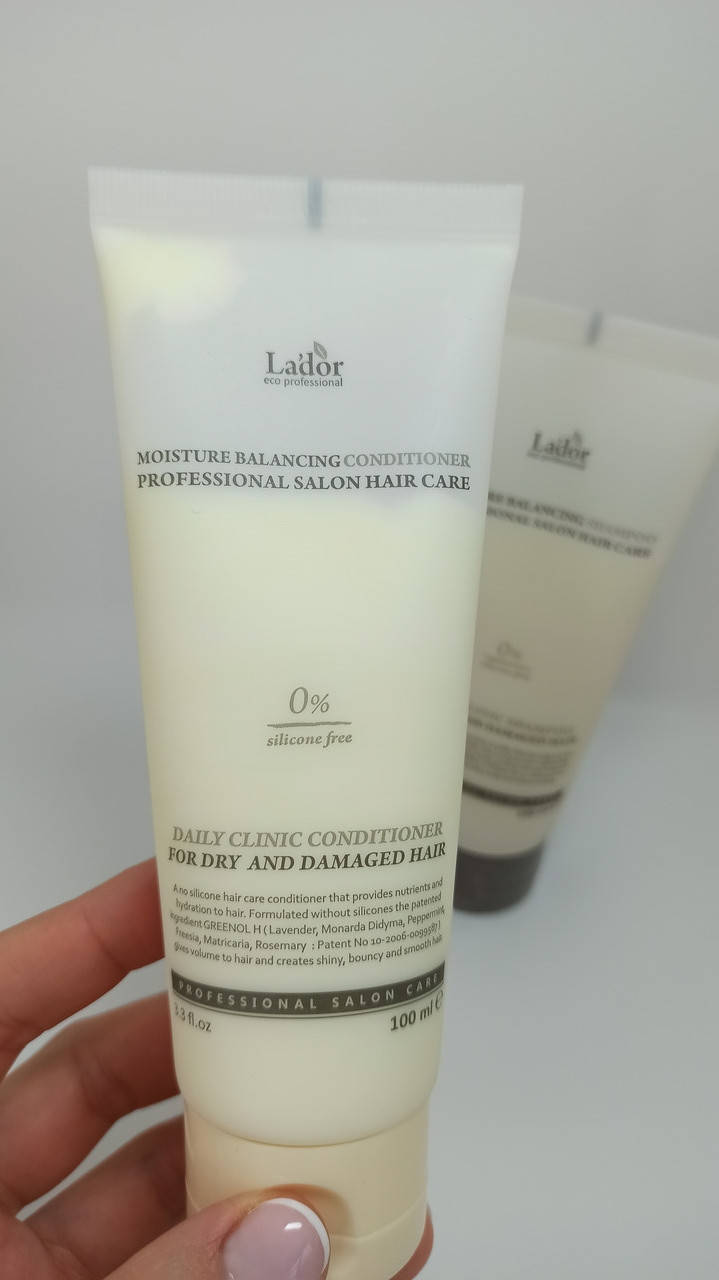 La'dor
eco professional
MOISTURE BALANCING CONDITIONER
PROFESSIONAL SALON HAIR CARE
0%
silicone free
DAILY CLINIC CONDITIONER
FOR DRY AND DAMAGED HAIR
A no silicone hair care conditioner that provides nutrients and
hydration to hair. Formulated without silicones the patented
ingredient GREENOL H ( Lavender, Monarda Didyma, Peppermint,
Freesia, Matricaria, Rosemary : Patent No 10-2006-0099587 )
gives volume to hair and creates shiny, bouncy and smooth hair.
PROFESSIONAL SALON CARE
3.3 fl.oz
100 ml e
La'dor
BALANCING SHAMPOO
SALON HAIR CARE
0%